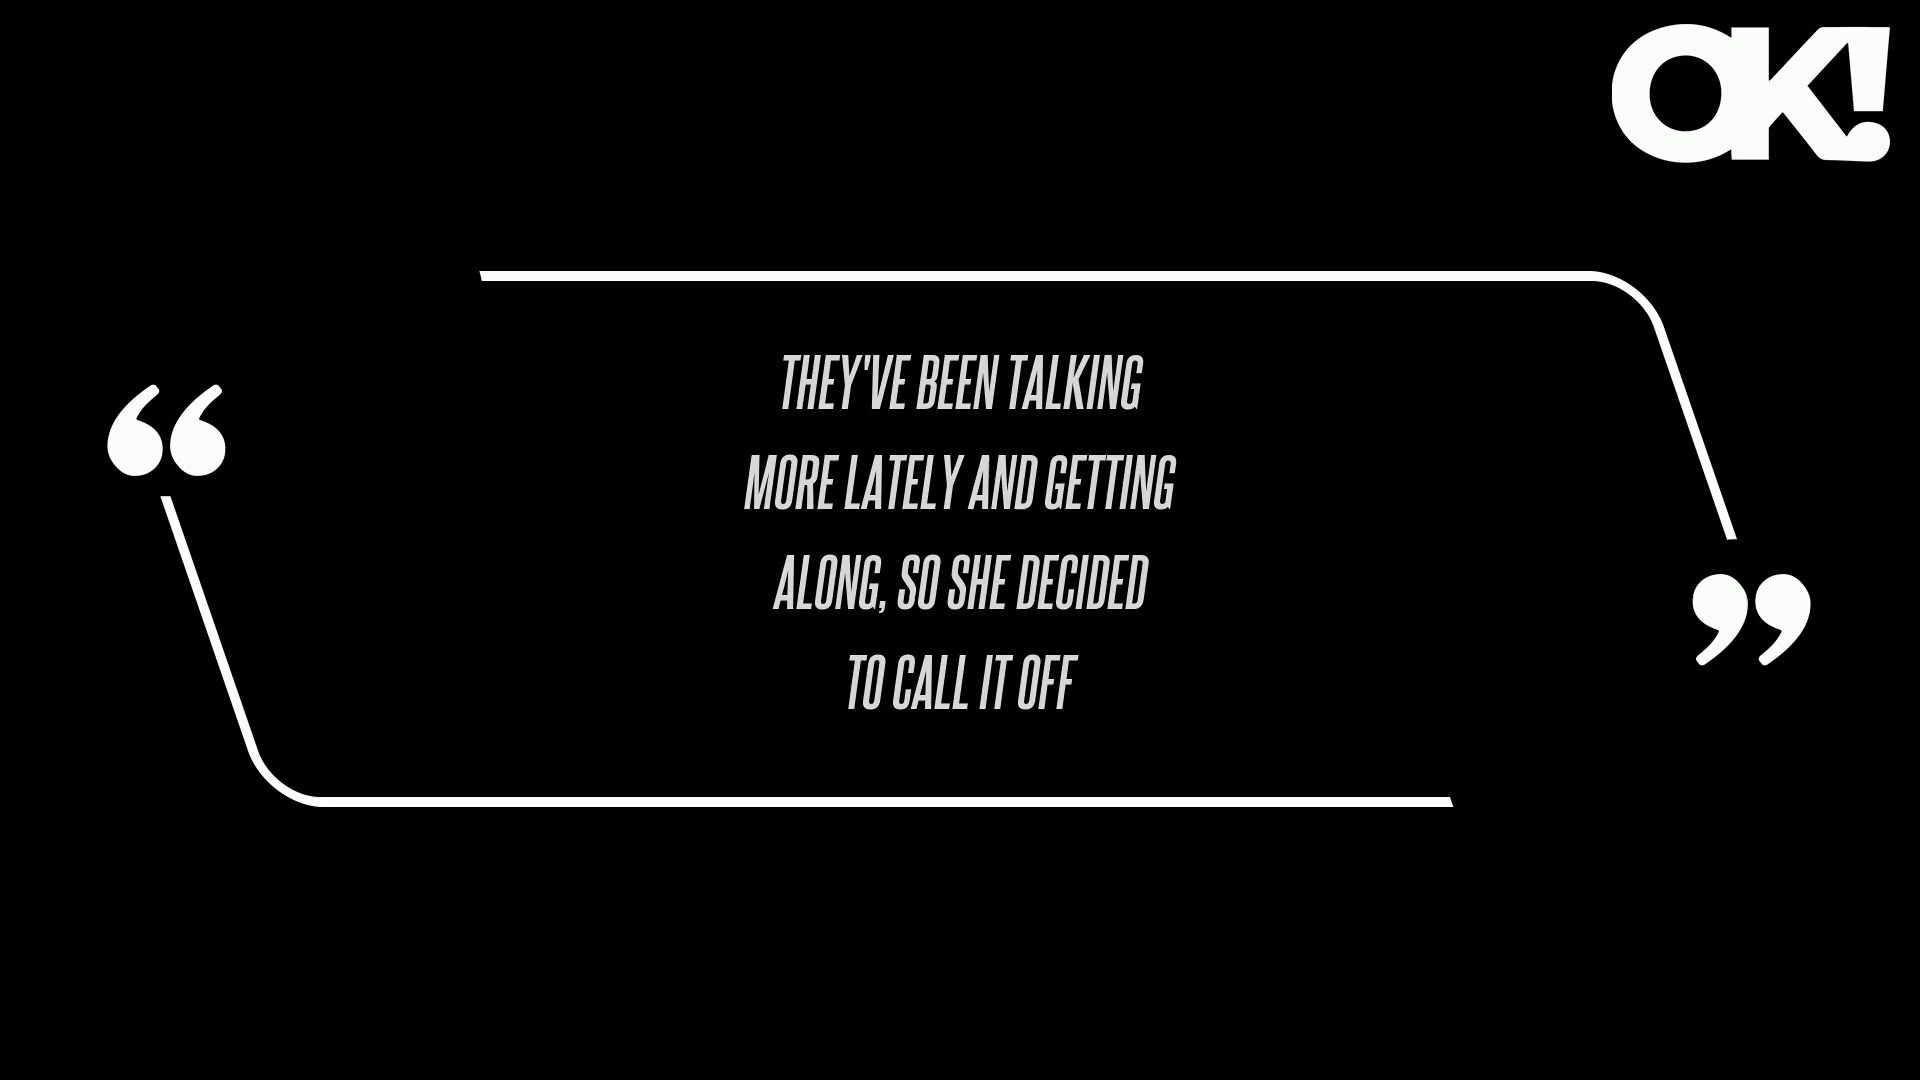 OK!
“
THEY'VE BEEN TALKING
MORE LATELY AND GETTING
ALONG, SO SHE DECIDED
TO CALL IT OFF
”